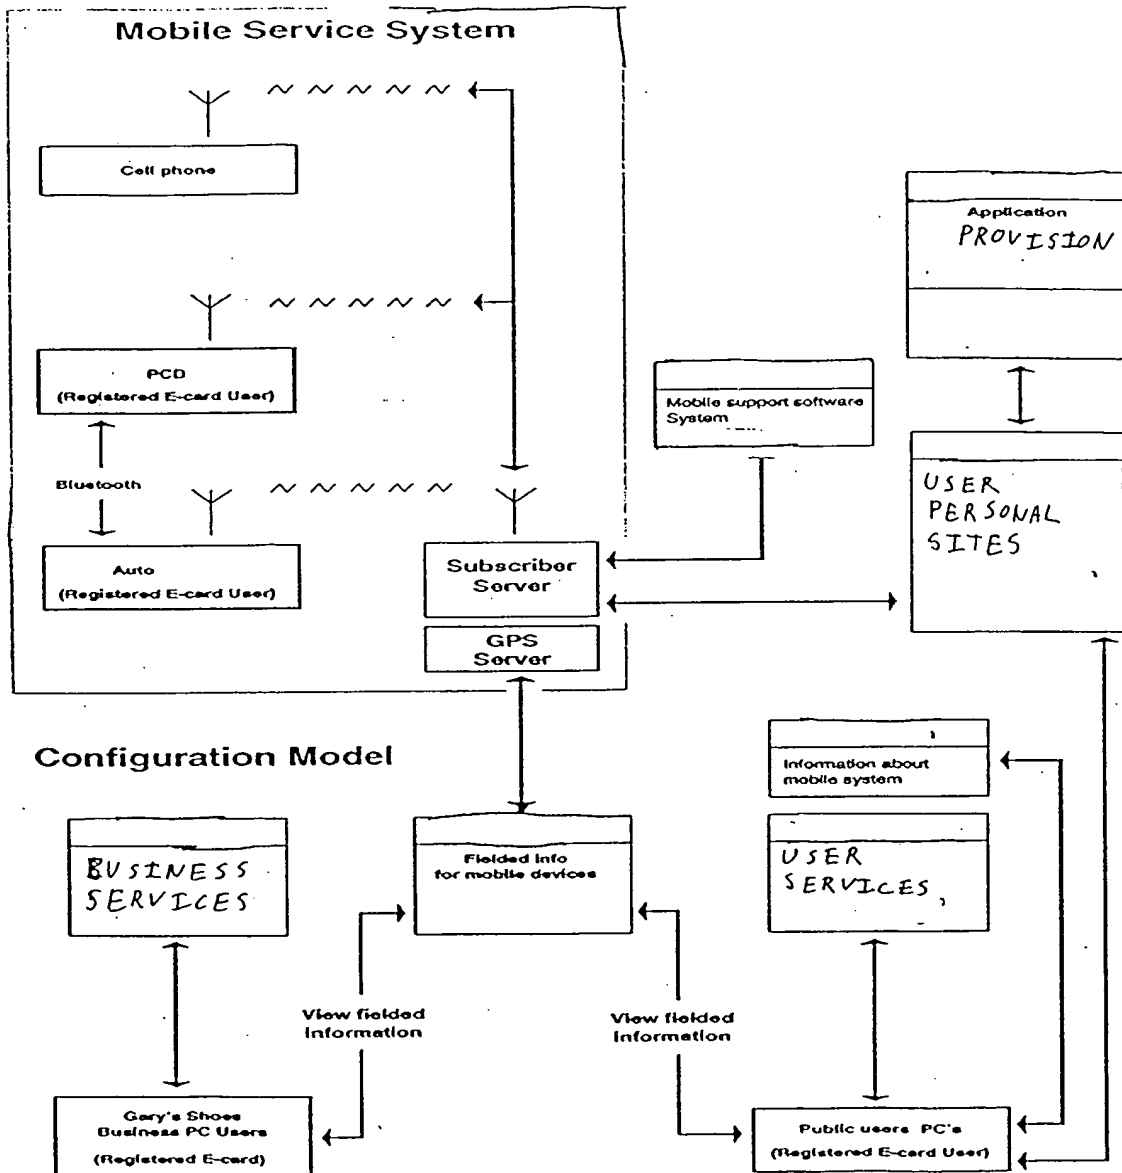 Mobile Service System
Cell phone
Application
PROVISION
PCD
(Registered E-card User)
Mobile support software
System
Bluetooth
USER
PERSONAL
SITES
Auto
(Registered E-card User)
Subscriber
Server
GPS
Server
Configuration Model
Information about
mobile system
BUSINESS
SERVICES
Fielded Info
for mobile devices
USER
SERVICES
View fielded
Information
View fielded
Information
Gary's Shoes
Business PC Users
(Registered E-card)
Public users PC's
(Registered E-card User)